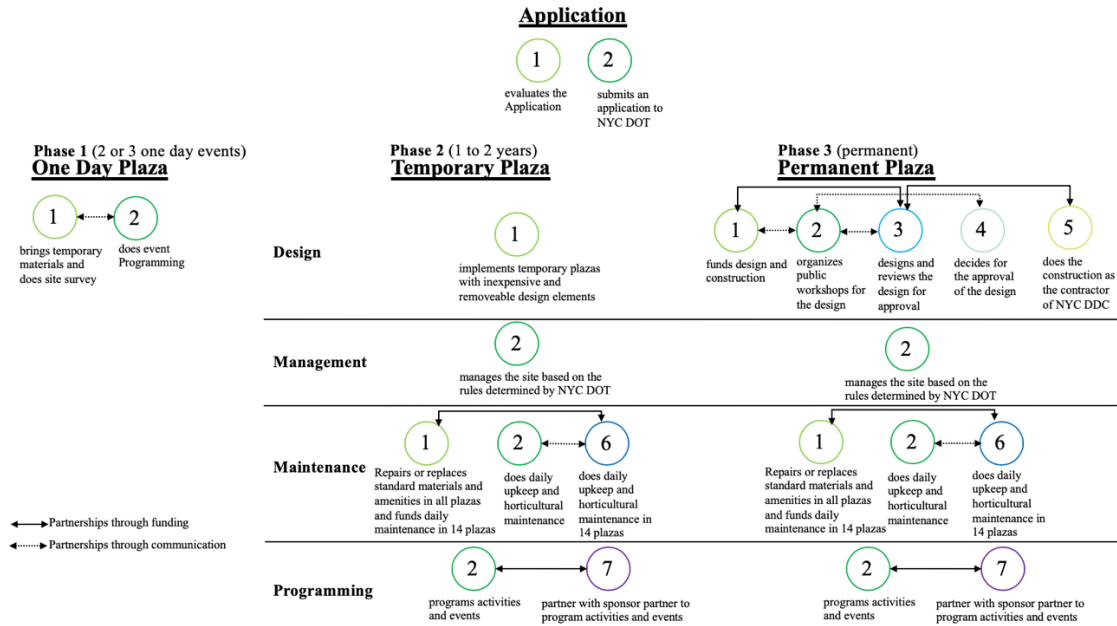 Application
1
2
evaluates the
Application
submits an
application to
NYC DOT
Phase 1 (2 or 3 one day events)
One Day Plaza
1
2
brings temporary
materials and
does site survey
does event
Programming
Phase 2 (1 to 2 years)
Temporary Plaza
Phase 3 (permanent)
Permanent Plaza
Design
1
implements temporary plazas
with inexpensive and
removeable design elements
1
2
3
4
5
funds design and
construction
organizes
public
workshops for
the design
designs and
reviews the
design for
approval
decides for
the approval
of the design
does the
construction as
the contractor
of NYC DDC
Management
2
manages the site based on the
rules determined by NYC DOT
2
manages the site based on the
rules determined by NYC DOT
Maintenance
1
2
6
Repairs or replaces
standard materials and
amenities in all plazas
and funds daily
maintenance in 14 plazas
does daily
upkeep and
horticultural
maintenance
does daily
upkeep and
horticultural
maintenance in
14 plazas
1
2
6
Repairs or replaces
standard materials and
amenities in all plazas
and funds daily
maintenance in 14 plazas
does daily
upkeep and
horticultural
maintenance
does daily
upkeep and
horticultural
maintenance in
14 plazas
Partnerships through funding
Partnerships through communication
Programming
2
7
programs activities
and events
partner with sponsor partner to
program activities and events
2
7
programs activities
and events
partner with sponsor partner to
program activities and events